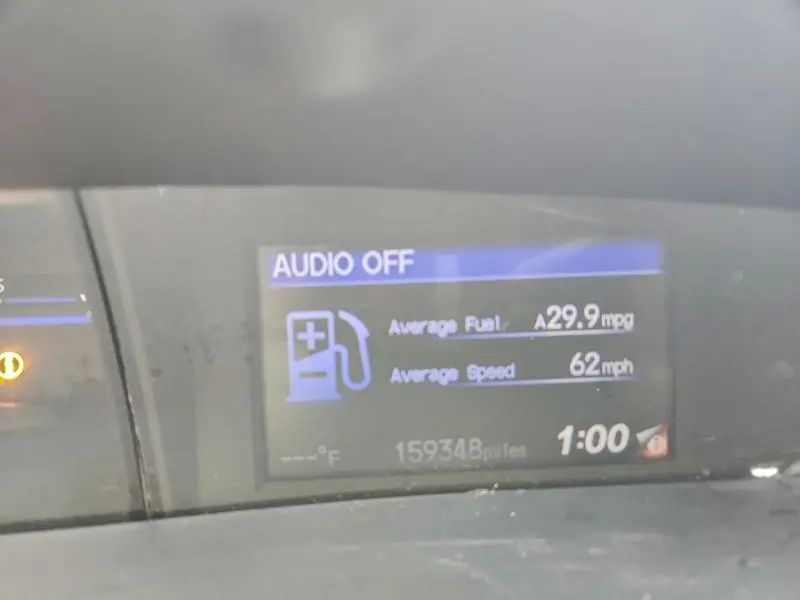 AUDIO OFF
Average Fuel A29.9mpg
Average Speed 62mph
---°F 159348miles 1:00